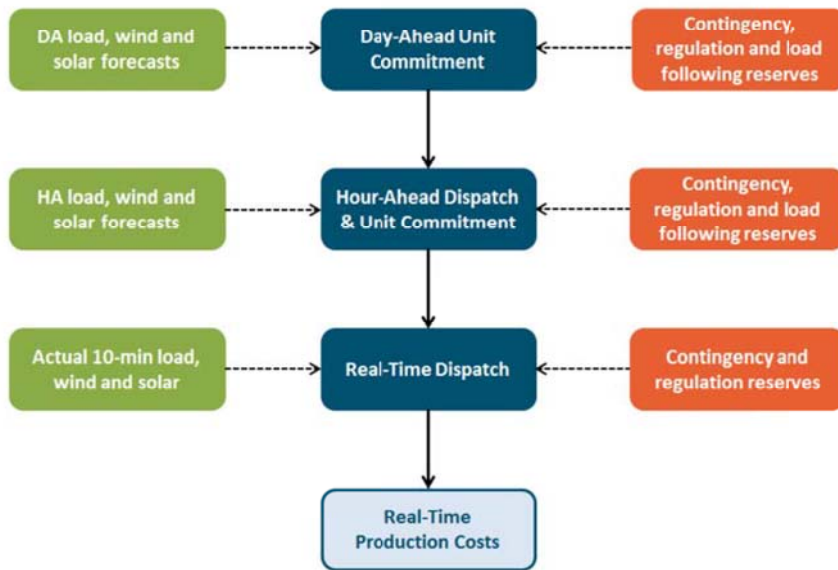 DA load, wind and
solar forecasts
Day-Ahead Unit
Commitment
Contingency,
regulation and load
following reserves
HA load, wind and
solar forecasts
Hour-Ahead Dispatch
& Unit Commitment
Contingency,
regulation and load
following reserves
Actual 10-min load,
wind and solar
Real-Time Dispatch
Contingency and
regulation reserves
Real-Time
Production Costs